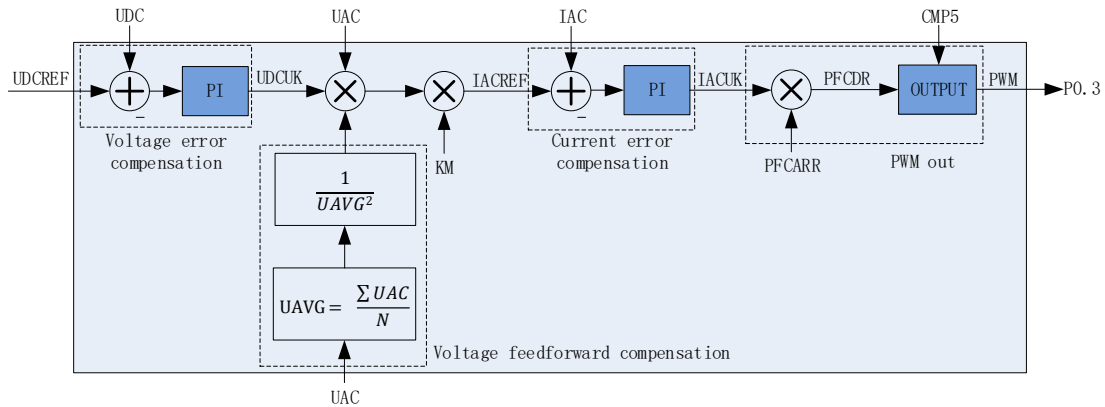 UDC
UAC
IAC
CMP5
UDCREF
PI
UDCUK
IACREF
PI
IACUK
PFCDR
OUTPUT
PWM
P0.3
+
−
×
×
+
−
×
Voltage error
compensation
KM
Current error
compensation
PFCARR
PWM out
1
UAVG²
UAVG = ∑ UAC
N
Voltage feedforward compensation
UAC